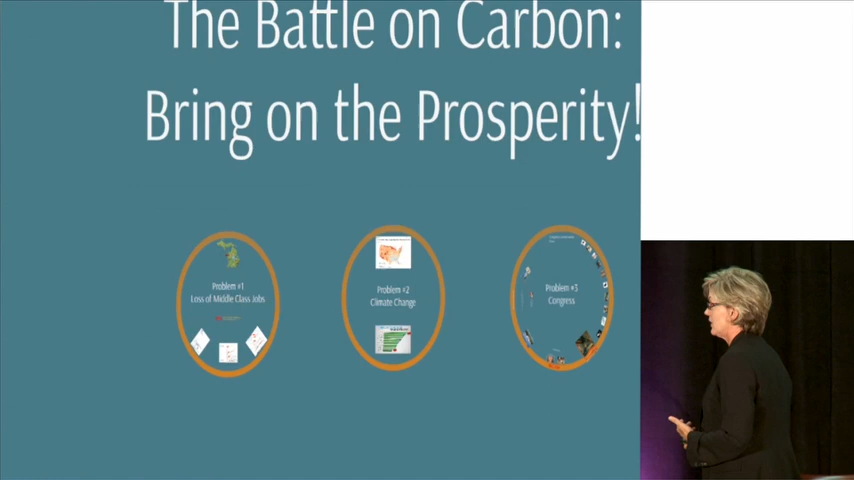 The Battle on Carbon:
Bring on the Prosperity!
Problem #1
Loss of Middle Class Jobs
Problem #2
Climate Change
Problem #3
Congress